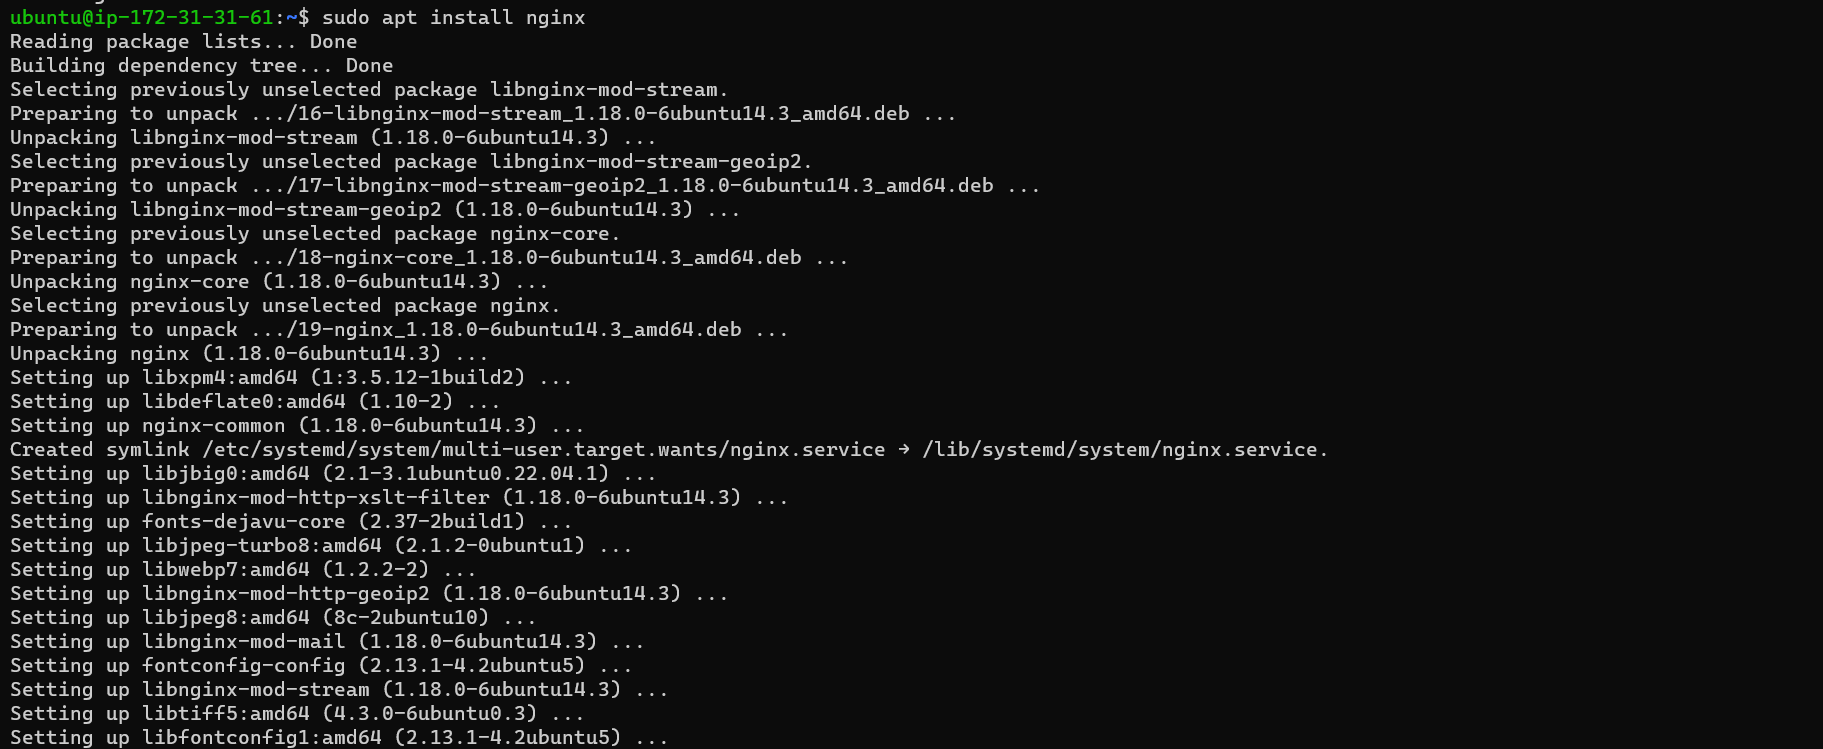 ubuntu@ip-172-31-31-61:~$ sudo apt install nginx
Reading package lists... Done
Building dependency tree... Done
Selecting previously unselected package libnginx-mod-stream.
Preparing to unpack .../16-libnginx-mod-stream_1.18.0-6ubuntu14.3_amd64.deb ...
Unpacking libnginx-mod-stream (1.18.0-6ubuntu14.3) ...
Selecting previously unselected package libnginx-mod-stream-geoip2.
Preparing to unpack .../17-libnginx-mod-stream-geoip2_1.18.0-6ubuntu14.3_amd64.deb ...
Unpacking libnginx-mod-stream-geoip2 (1.18.0-6ubuntu14.3) ...
Selecting previously unselected package nginx-core.
Preparing to unpack .../18-nginx-core_1.18.0-6ubuntu14.3_amd64.deb ...
Unpacking nginx-core (1.18.0-6ubuntu14.3) ...
Selecting previously unselected package nginx.
Preparing to unpack .../19-nginx_1.18.0-6ubuntu14.3_amd64.deb ...
Unpacking nginx (1.18.0-6ubuntu14.3) ...
Setting up libxpm4:amd64 (1:3.5.12-1build2) ...
Setting up libdeflate0:amd64 (1.10-2) ...
Setting up nginx-common (1.18.0-6ubuntu14.3) ...
Created symlink /etc/systemd/system/multi-user.target.wants/nginx.service → /lib/systemd/system/nginx.service.
Setting up libjbig0:amd64 (2.1-3.1ubuntu0.22.04.1) ...
Setting up libnginx-mod-http-xslt-filter (1.18.0-6ubuntu14.3) ...
Setting up fonts-dejavu-core (2.37-2build1) ...
Setting up libjpeg-turbo8:amd64 (2.1.2-0ubuntu1) ...
Setting up libwebp7:amd64 (1.2.2-2) ...
Setting up libnginx-mod-http-geoip2 (1.18.0-6ubuntu14.3) ...
Setting up libjpeg8:amd64 (8c-2ubuntu10) ...
Setting up libnginx-mod-mail (1.18.0-6ubuntu14.3) ...
Setting up fontconfig-config (2.13.1-4.2ubuntu5) ...
Setting up libnginx-mod-stream (1.18.0-6ubuntu14.3) ...
Setting up libtiff5:amd64 (4.3.0-6ubuntu0.3) ...
Setting up libfontconfig1:amd64 (2.13.1-4.2ubuntu5) ...